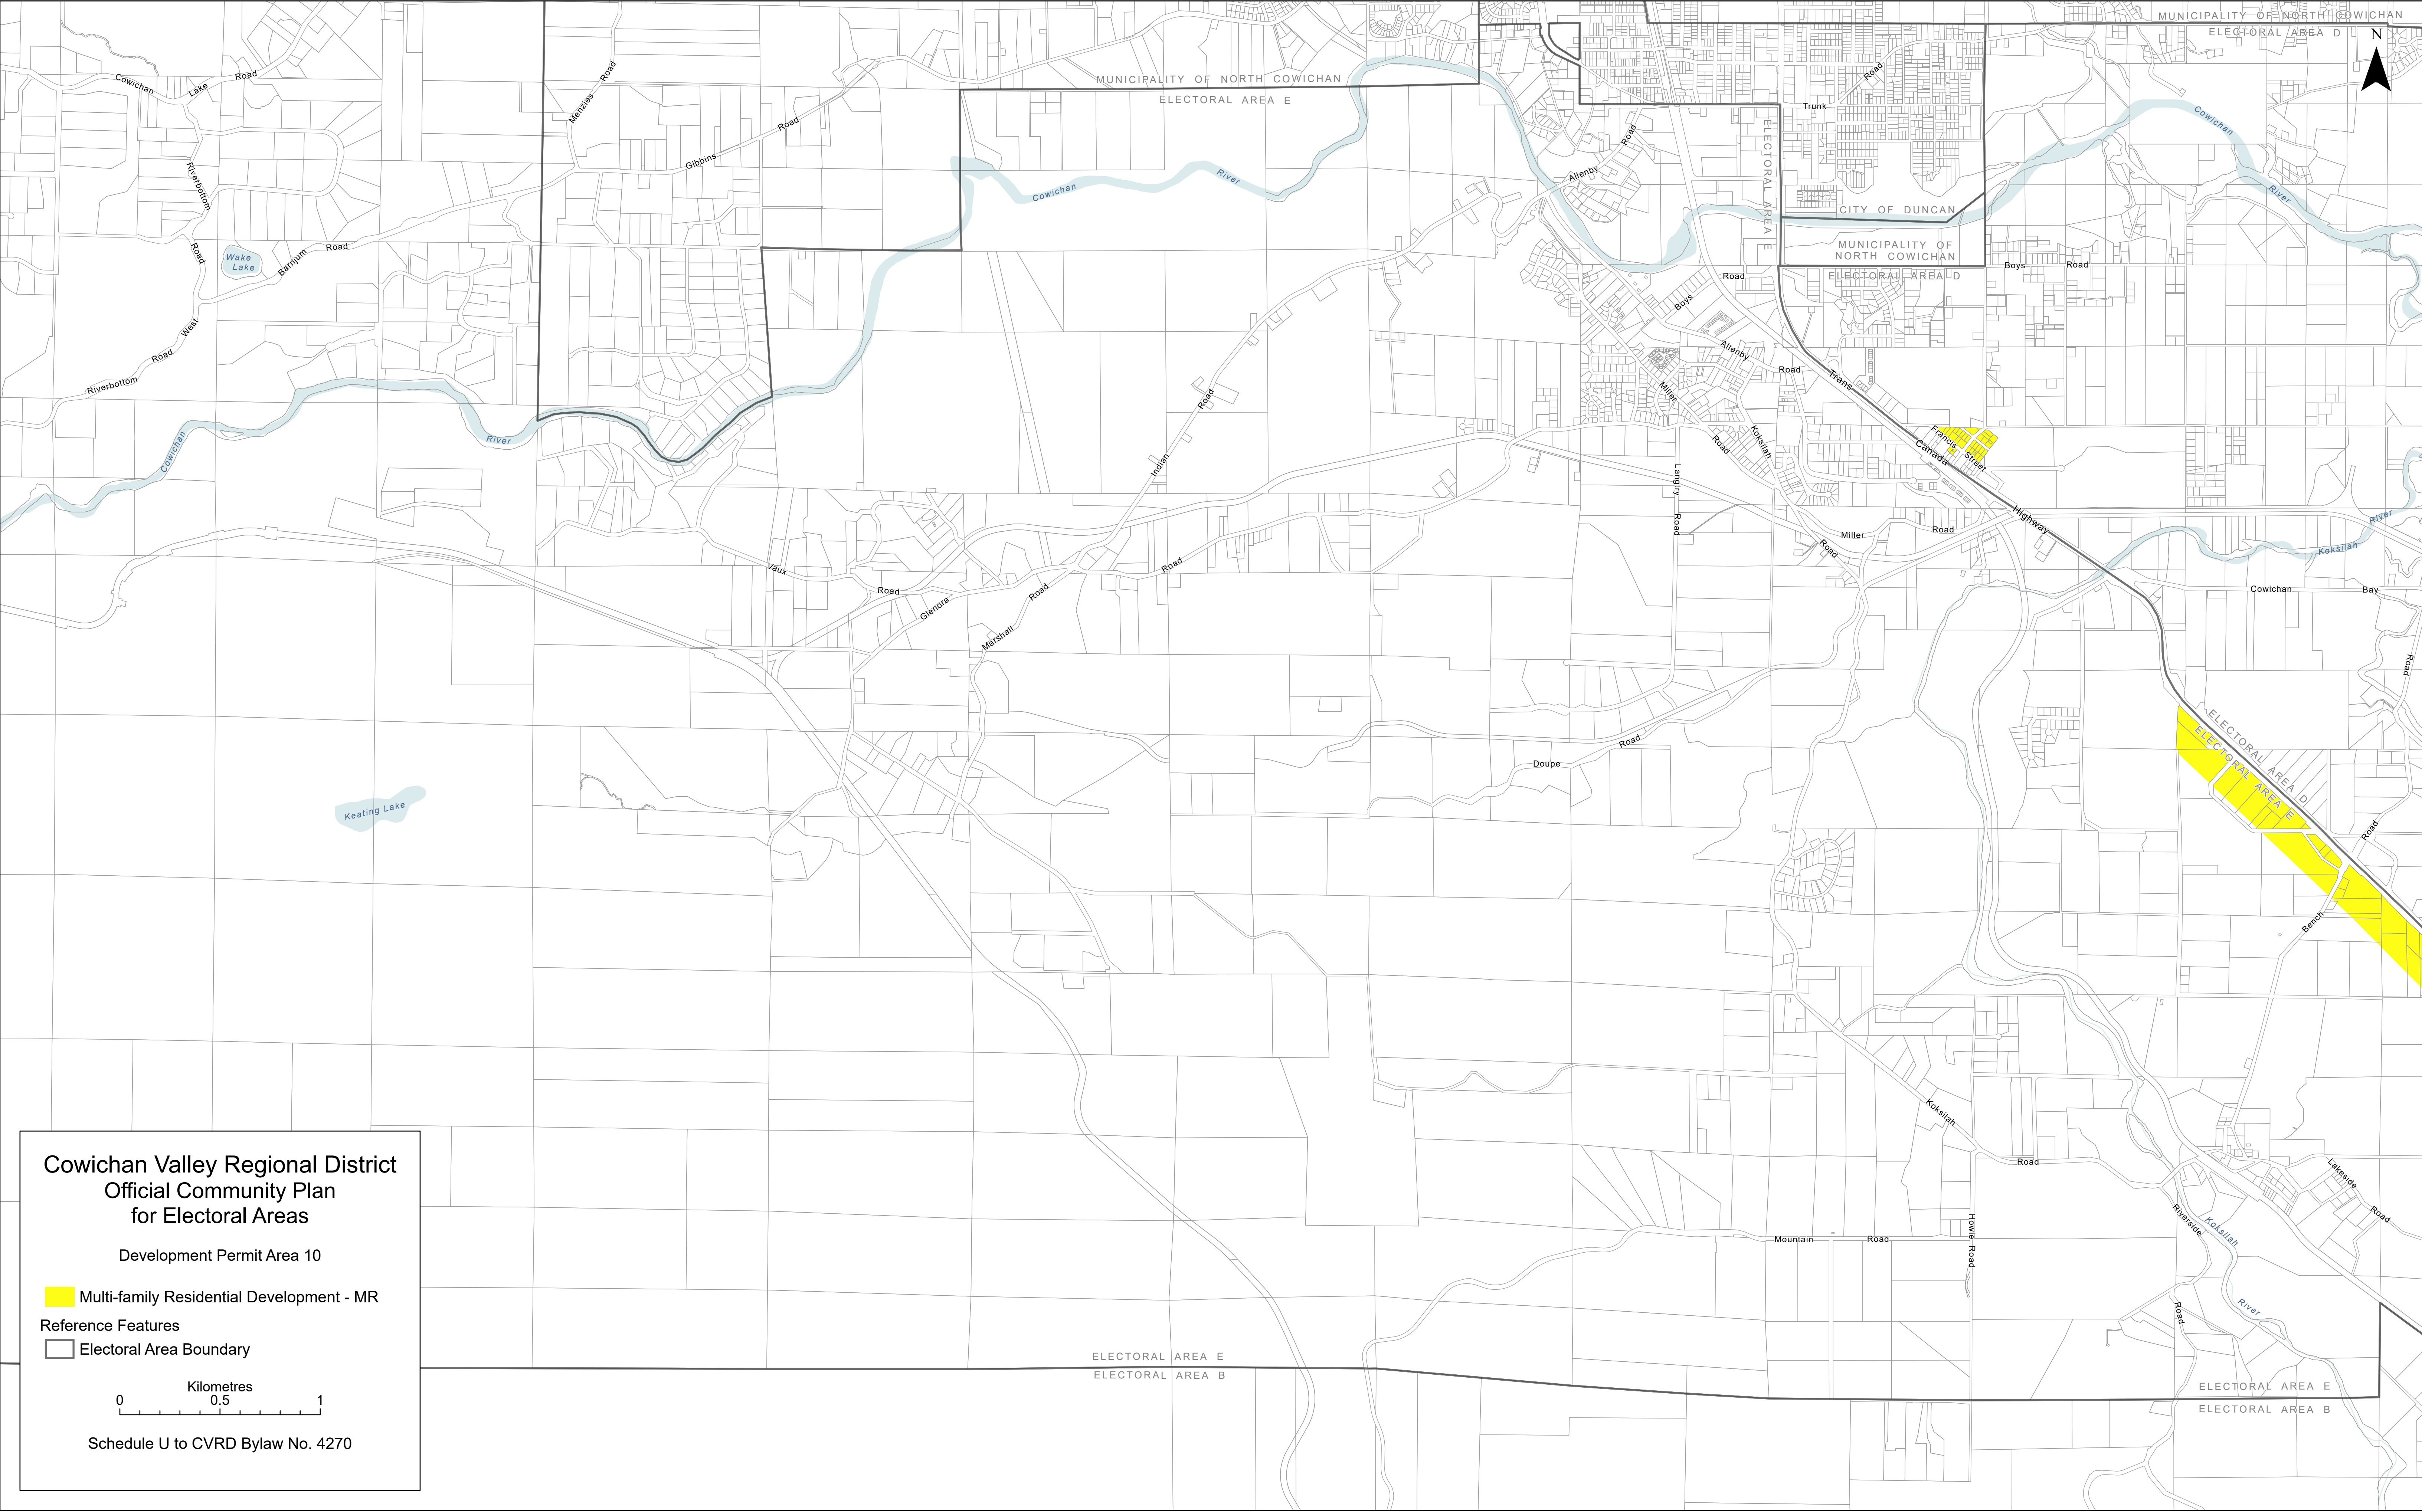 MUNICIPALITY OF NORTH COWICHAN
ELECTORAL AREA D
N
Cowichan
Lake
Road
Menzies
Road
MUNICIPALITY OF NORTH COWICHAN
ELECTORAL AREA E
Gibbins
Road
Riverbottom
Road
West
Road
Riverbottom
Wake
Lake
Barnjum
Road
Cowichan
River
Cowichan
River
Allenby
Road
Trunk
Road
ELECTORAL AREA E
CITY OF DUNCAN
MUNICIPALITY OF
NORTH COWICHAN
ELECTORAL AREA D
Cowichan
River
Boys
Road
Boys
Road
Allenby
Road
Trans
Canada
Highway
Francis
Street
Miller
Road
Koksilah
Road
Langtry
Road
Miller
Road
Indian
Road
Vaux
Road
Glenora
Road
Marshall
Road
River
Koksilah
Cowichan
Bay
Road
ELECTORAL AREA D
ELECTORAL AREA E
Doupe
Road
Keating Lake
Bench
Road
Koksilah
Road
Mountain
Road
Howie Road
Riverside
Road
Koksilah
River
Lakeside
Road
ELECTORAL AREA E
ELECTORAL AREA B
ELECTORAL AREA E
ELECTORAL AREA B
Cowichan Valley Regional District
Official Community Plan
for Electoral Areas
Development Permit Area 10
Multi-family Residential Development - MR
Reference Features
Electoral Area Boundary
Kilometres
0 0.5 1
Schedule U to CVRD Bylaw No. 4270